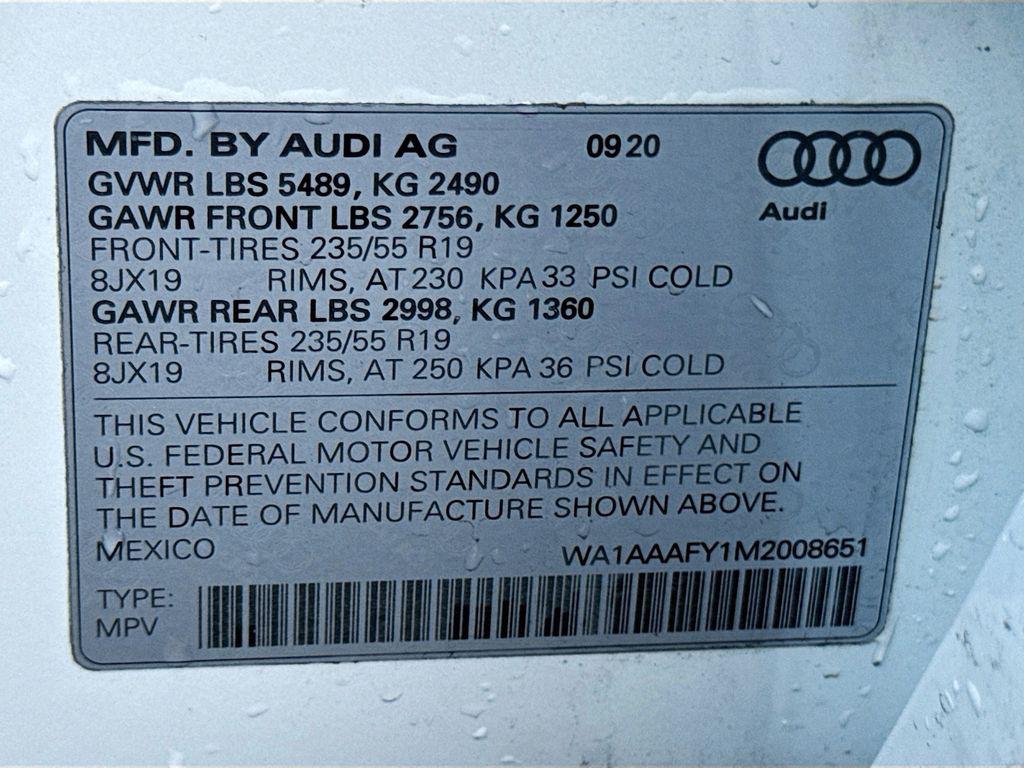 MFD. BY AUDI AG 09 20
Audi
GVWR LBS 5489, KG 2490
GAWR FRONT LBS 2756, KG 1250
FRONT-TIRES 235/55 R19
8JX19 RIMS, AT 230 KPA 33 PSI COLD
GAWR REAR LBS 2998, KG 1360
REAR-TIRES 235/55 R19
8JX19 RIMS, AT 250 KPA 36 PSI COLD
THIS VEHICLE CONFORMS TO ALL APPLICABLE
U.S. FEDERAL MOTOR VEHICLE SAFETY AND
THEFT PREVENTION STANDARDS IN EFFECT ON
THE DATE OF MANUFACTURE SHOWN ABOVE.
MEXICO WA1AAAFY1M2008651
TYPE:
MPV